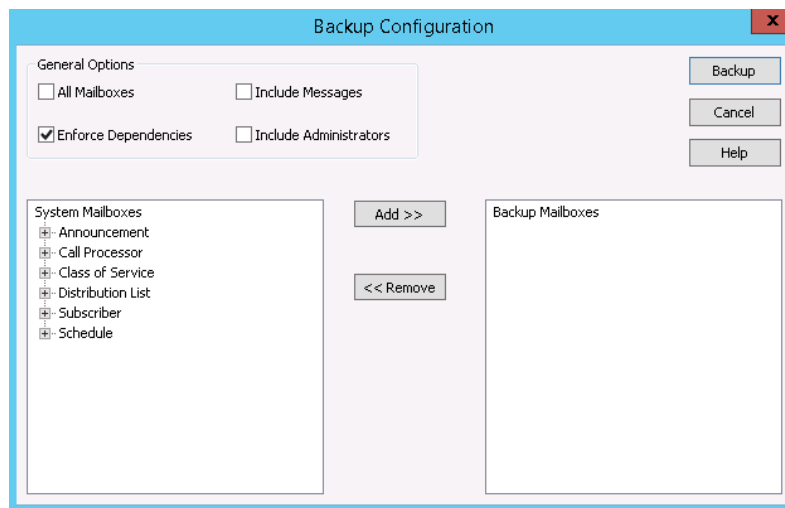 Backup Configuration
x
General Options
All Mailboxes
Include Messages
Enforce Dependencies
Include Administrators
Backup
Cancel
Help
System Mailboxes
Announcement
Call Processor
Class of Service
Distribution List
Subscriber
Schedule
Add >>
<< Remove
Backup Mailboxes